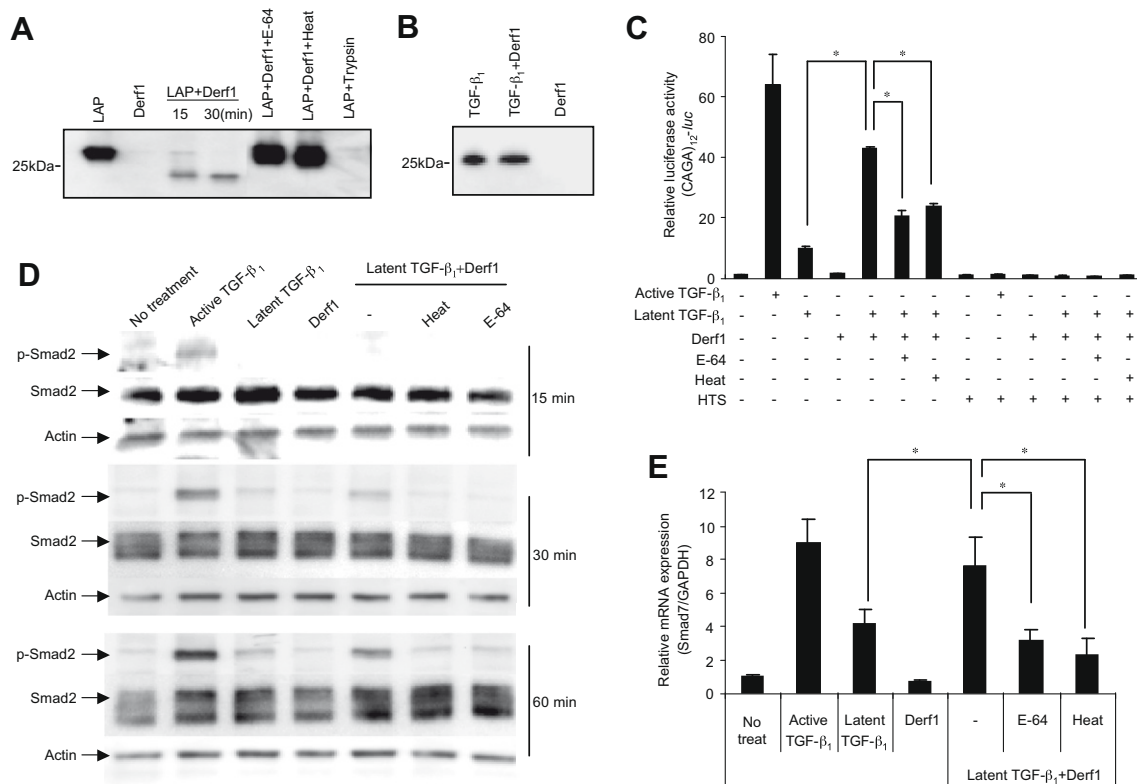 A
LAP
Derf1
LAP+Derf1
15 30(min)
LAP+Derf1+E-64
LAP+Derf1+Heat
LAP+Trypsin
25kDa-
B
TGF-β1
TGF-β1+Derf1
Derf1
25kDa-
C
Relative luciferase activity
(CAGA)12-luc
80
60
40
20
0
* * *
Active TGF-β1 - + - - - - - - + - - - -
Latent TGF-β1 - - + - + + + - - - + + +
Derf1 - - - + + + + - - + + + +
E-64 - - - - - + - - - - - + -
Heat - - - - - - + - - - - - +
HTS - - - - - - - + + + + + +
D
No treatment
Active TGF-β1
Latent TGF-β1
Derf1
Latent TGF-β1+Derf1
- Heat E-64
p-Smad2
Smad2
Actin
15 min
p-Smad2
Smad2
Actin
30 min
p-Smad2
Smad2
Actin
60 min
E
Relative mRNA expression
(Smad7/GAPDH)
12
10
8
6
4
2
0
* * *
No treat
Active TGF-β1
Latent TGF-β1
Derf1
- E-64 Heat
Latent TGF-β1+Derf1